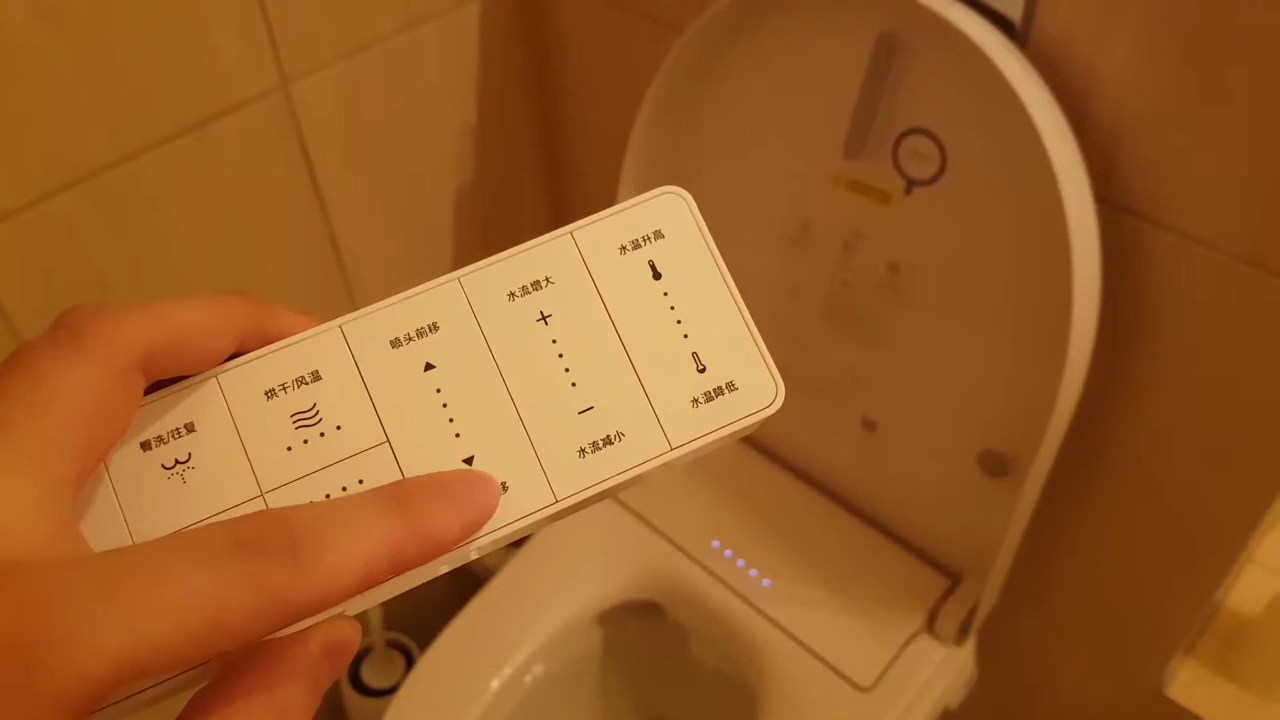 臀洗/往复
烘干/风温
喷头前移
移
水流增大
水流减小
水温升高
水温降低